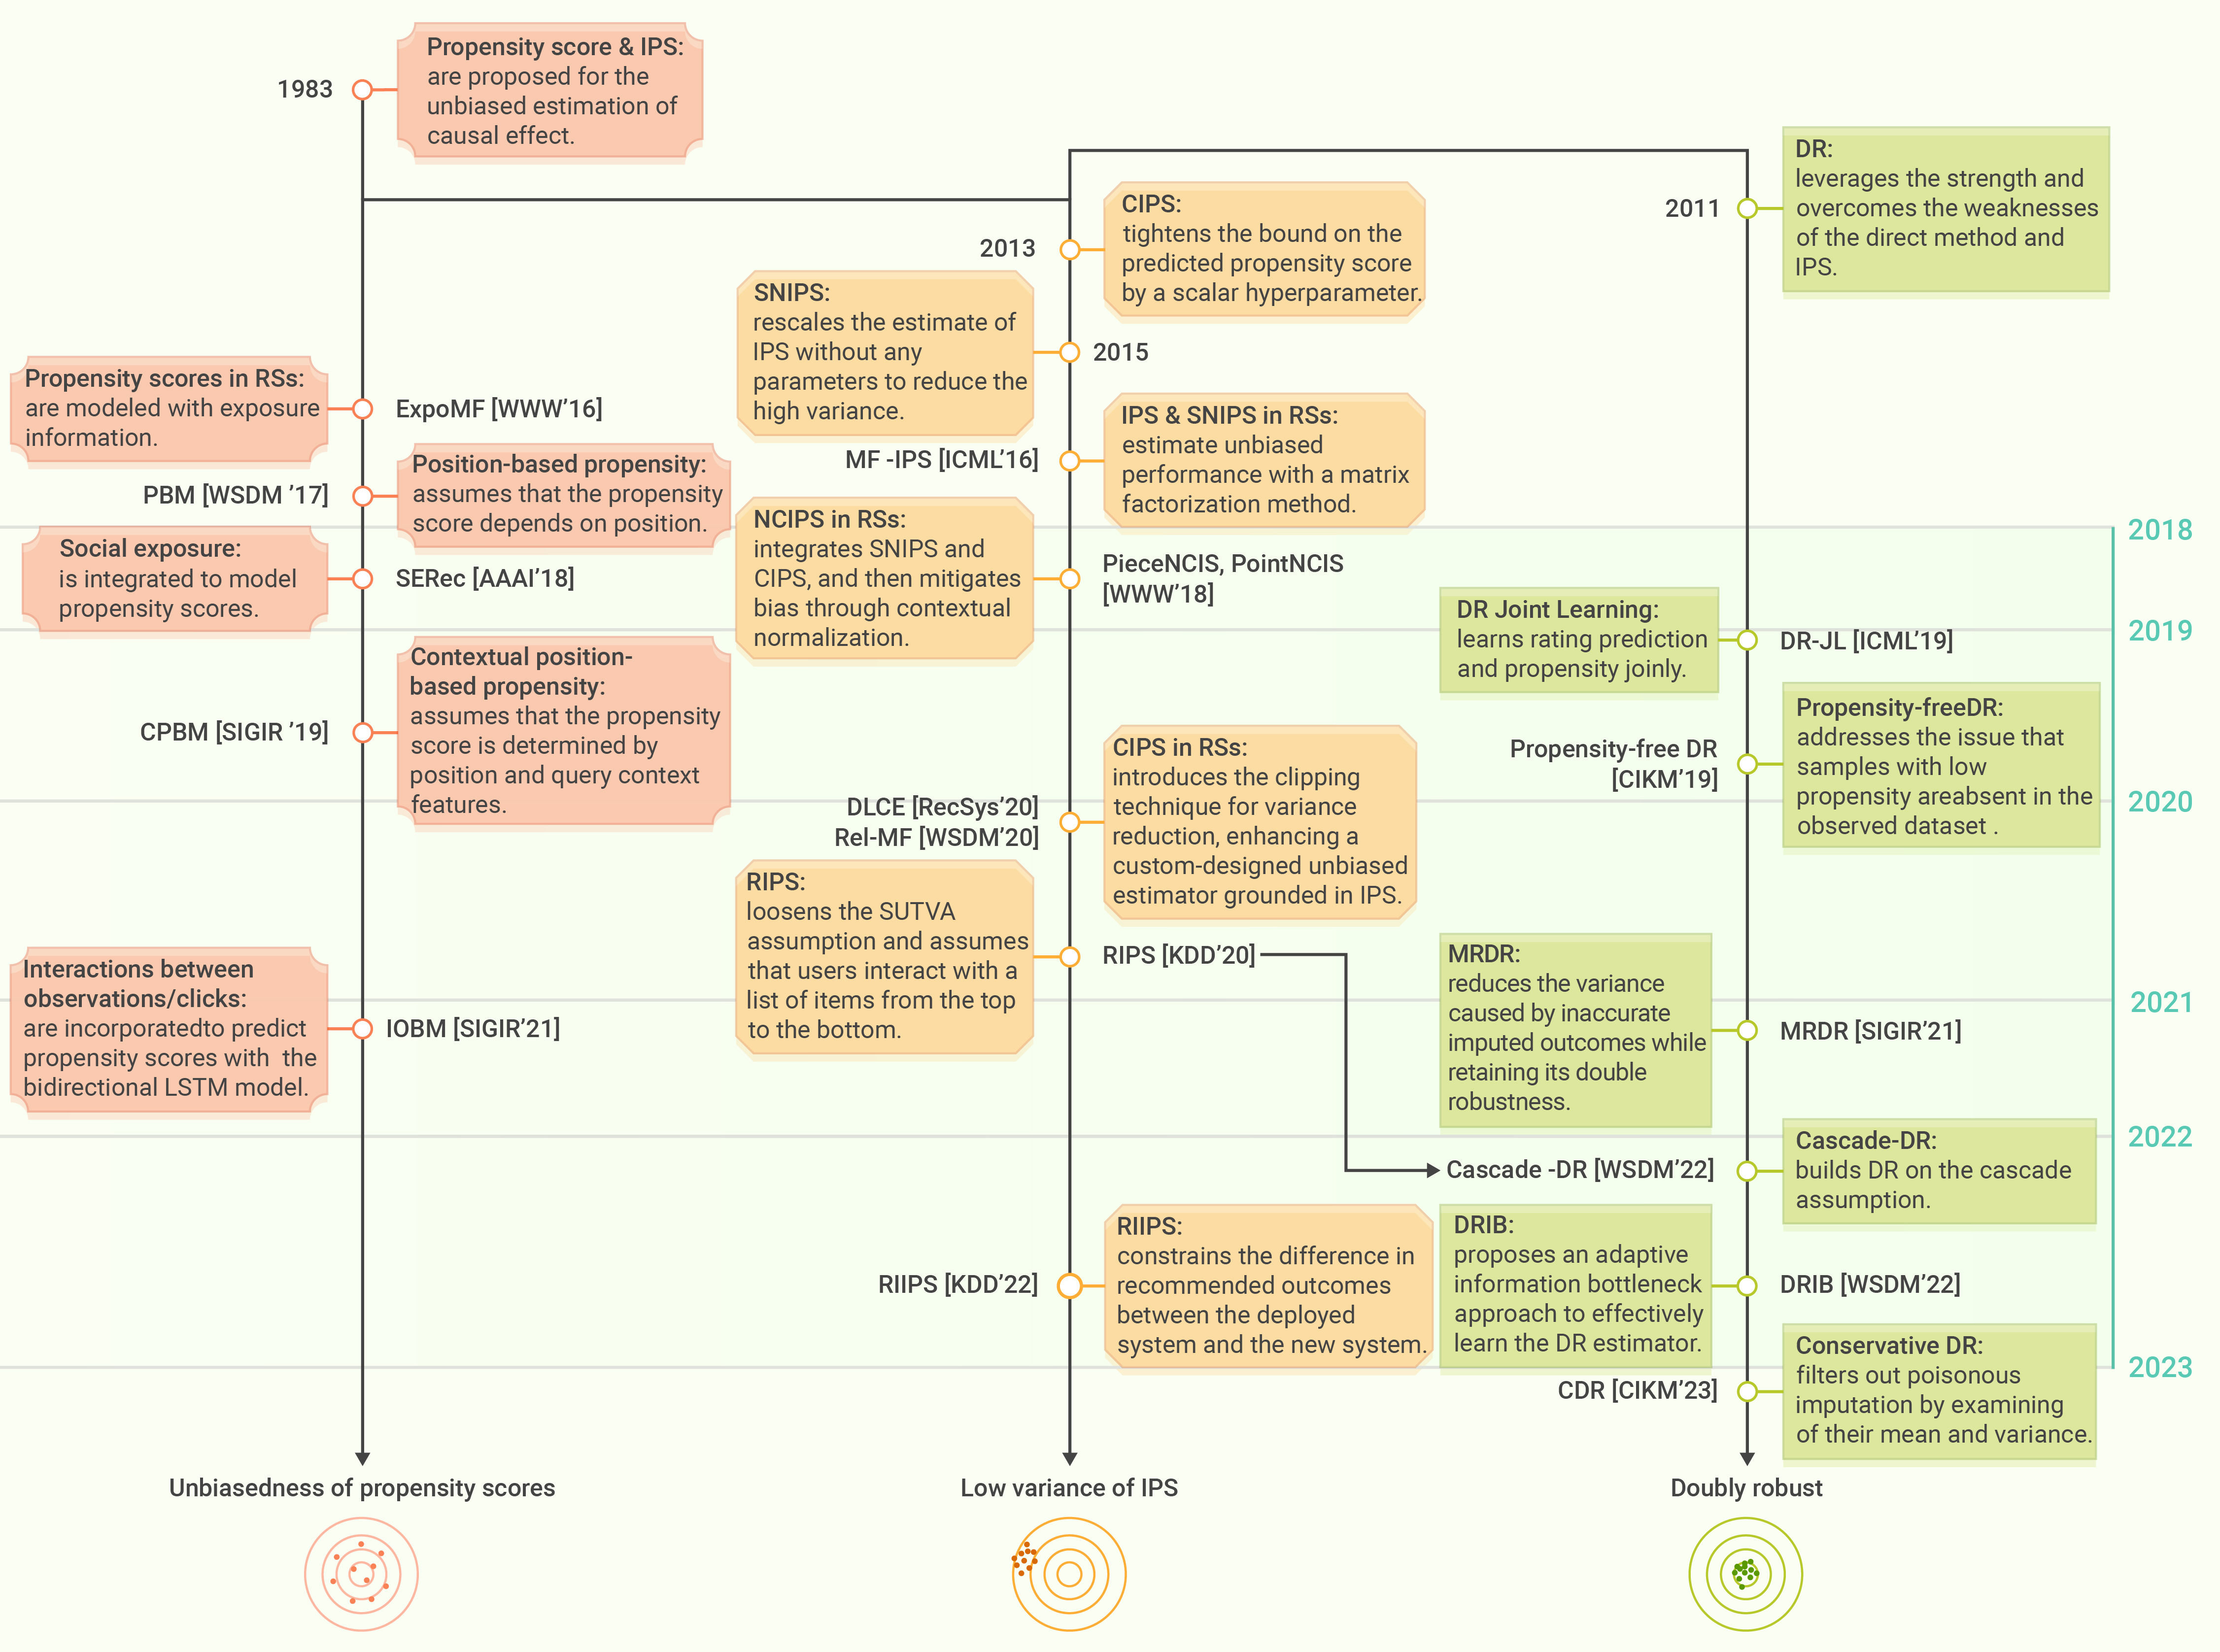 1983
Propensity score & IPS:
are proposed for the
unbiased estimation of
causal effect.
Propensity scores in RSs:
are modeled with exposure
information.
ExpoMF [WWW’16]
PBM [WSDM ’17]
Position-based propensity:
assumes that the propensity
score depends on position.
Social exposure:
is integrated to model
propensity scores.
SERec [AAAI’18]
CPBM [SIGIR ’19]
Contextual position-
based propensity:
assumes that the propensity
score is determined by
position and query context
features.
Interactions between
observations/clicks:
are incorporatedto predict
propensity scores with the
bidirectional LSTM model.
IOBM [SIGIR’21]
Unbiasedness of propensity scores
2013
CIPS:
tightens the bound on the
predicted propensity score
by a scalar hyperparameter.
SNIPS:
rescales the estimate of
IPS without any
parameters to reduce the
high variance.
2015
MF -IPS [ICML’16]
IPS & SNIPS in RSs:
estimate unbiased
performance with a matrix
factorization method.
NCIPS in RSs:
integrates SNIPS and
CIPS, and then mitigates
bias through contextual
normalization.
PieceNCIS, PointNCIS
[WWW’18]
DLCE [RecSys’20]
Rel-MF [WSDM’20]
CIPS in RSs:
introduces the clipping
technique for variance
reduction, enhancing a
custom-designed unbiased
estimator grounded in IPS.
RIPS:
loosens the SUTVA
assumption and assumes
that users interact with a
list of items from the top
to the bottom.
RIPS [KDD’20]
RIIPS [KDD’22]
RIIPS:
constrains the difference in
recommended outcomes
between the deployed
system and the new system.
Low variance of IPS
2011
DR:
leverages the strength and
overcomes the weaknesses
of the direct method and
IPS.
DR Joint Learning:
learns rating prediction
and propensity joinly.
DR-JL [ICML’19]
Propensity-free DR
[CIKM’19]
Propensity-freeDR:
addresses the issue that
samples with low
propensity areabsent in the
observed dataset .
MRDR:
reduces the variance
caused by inaccurate
imputed outcomes while
retaining its double
robustness.
MRDR [SIGIR’21]
Cascade -DR [WSDM’22]
Cascade-DR:
builds DR on the cascade
assumption.
DRIB:
proposes an adaptive
information bottleneck
approach to effectively
learn the DR estimator.
DRIB [WSDM’22]
CDR [CIKM’23]
Conservative DR:
filters out poisonous
imputation by examining
of their mean and variance.
Doubly robust
2018
2019
2020
2021
2022
2023